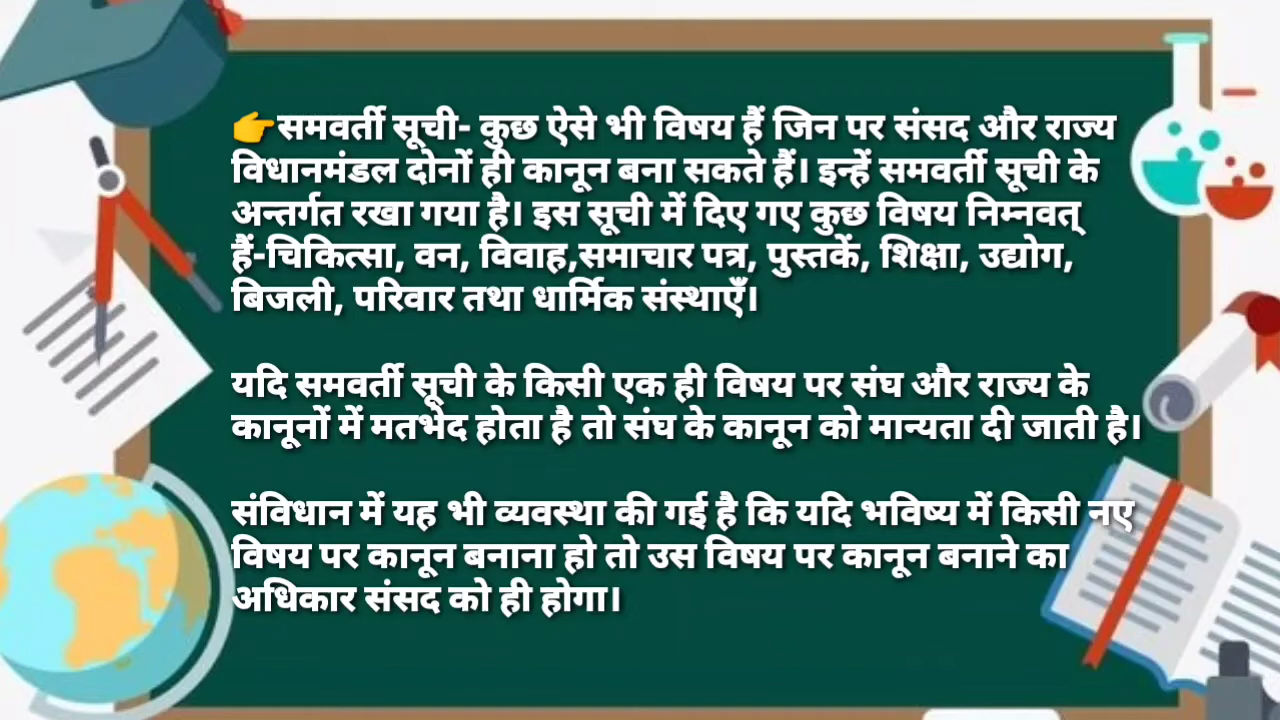 👉समवर्ती सूची- कुछ ऐसे भी विषय हैं जिन पर संसद और राज्य
विधानमंडल दोनों ही कानून बना सकते हैं। इन्हें समवर्ती सूची के
अन्तर्गत रखा गया है। इस सूची में दिए गए कुछ विषय निम्नवत्
हैं-चिकित्सा, वन, विवाह,समाचार पत्र, पुस्तकें, शिक्षा, उद्योग,
बिजली, परिवार तथा धार्मिक संस्थाएँ।
यदि समवर्ती सूची के किसी एक ही विषय पर संघ और राज्य के
कानूनों में मतभेद होता है तो संघ के कानून को मान्यता दी जाती है।
संविधान में यह भी व्यवस्था की गई है कि यदि भविष्य में किसी नए
विषय पर कानून बनाना हो तो उस विषय पर कानून बनाने का
अधिकार संसद को ही होगा।